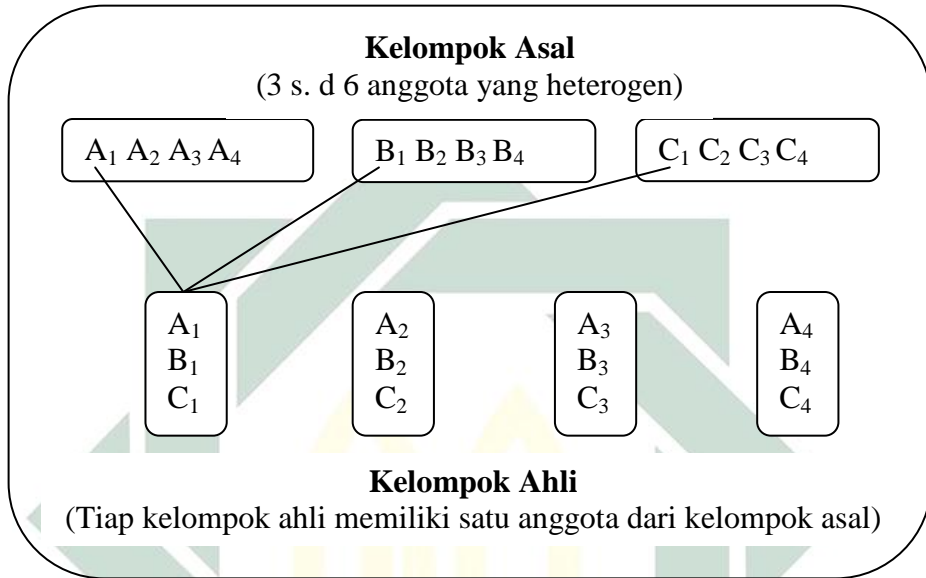 Kelompok Asal
(3 s. d 6 anggota yang heterogen)
A₁ A₂ A₃ A₄ B₁ B₂ B₃ B₄ C₁ C₂ C₃ C₄
A₁ A₂ A₃ A₄
B₁ B₂ B₃ B₄
C₁ C₂ C₃ C₄
Kelompok Ahli
(Tiap kelompok ahli memiliki satu anggota dari kelompok asal)